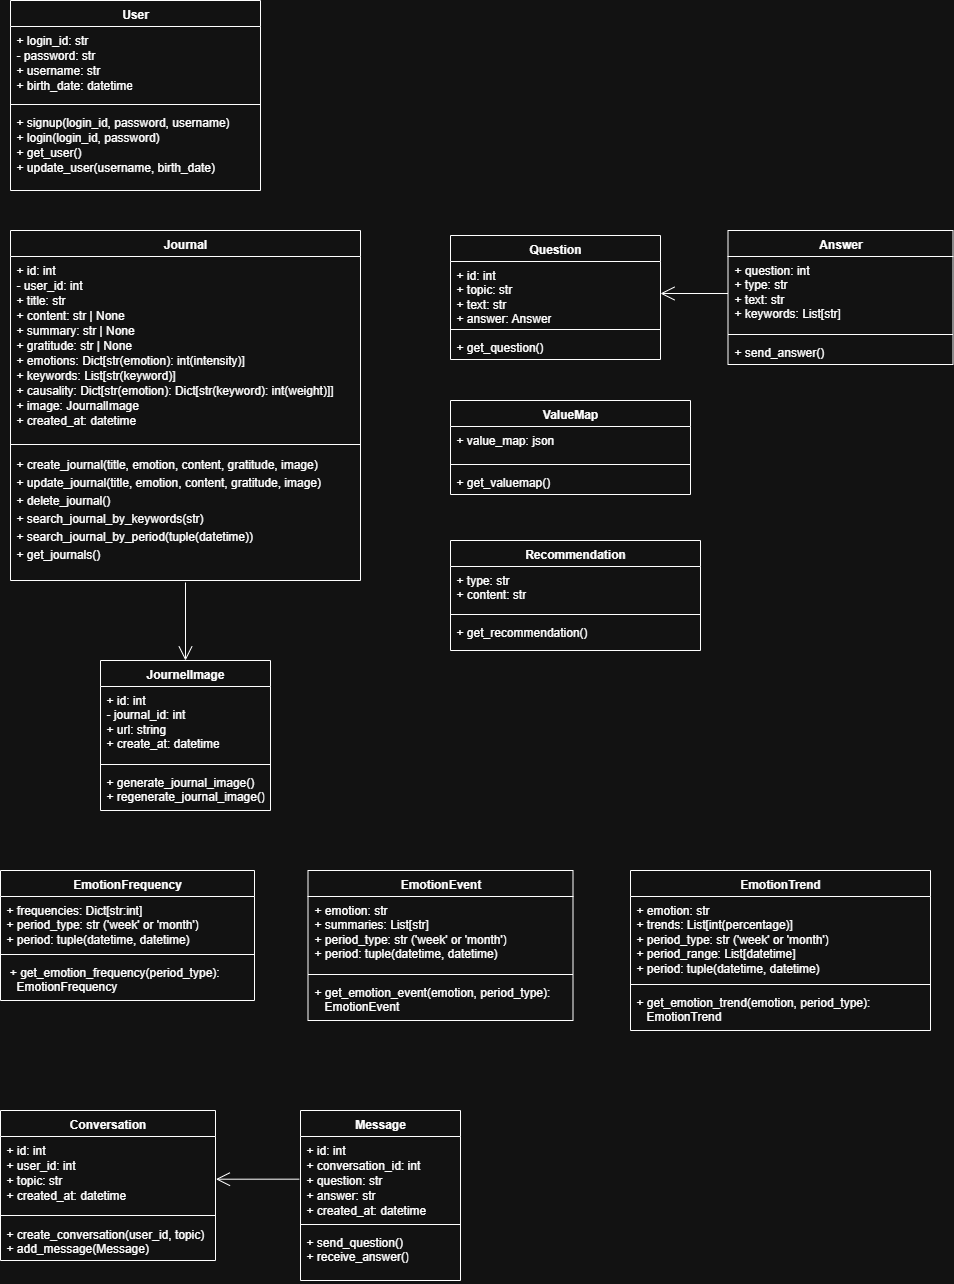 User
+ login_id: str
- password: str
+ username: str
+ birth_date: datetime
+ signup(login_id, password, username)
+ login(login_id, password)
+ get_user()
+ update_user(username, birth_date)
Journal
+ id: int
- user_id: int
+ title: str
+ content: str | None
+ summary: str | None
+ gratitude: str | None
+ emotions: Dict[str(emotion): int(intensity)]
+ keywords: List[str(keyword)]
+ causality: Dict[str(emotion): Dict[str(keyword): int(weight)]]
+ image: JournalImage
+ created_at: datetime
+ create_journal(title, emotion, content, gratitude, image)
+ update_journal(title, emotion, content, gratitude, image)
+ delete_journal()
+ search_journal_by_keywords(str)
+ search_journal_by_period(tuple(datetime))
+ get_journals()
Question
+ id: int
+ topic: str
+ text: str
+ answer: Answer
+ get_question()
Answer
+ question: int
+ type: str
+ text: str
+ keywords: List[str]
+ send_answer()
ValueMap
+ value_map: json
+ get_valuemap()
Recommendation
+ type: str
+ content: str
+ get_recommendation()
JournelImage
+ id: int
- journal_id: int
+ url: string
+ create_at: datetime
+ generate_journal_image()
+ regenerate_journal_image()
EmotionFrequency
+ frequencies: Dict[str:int]
+ period_type: str ('week' or 'month')
+ period: tuple(datetime, datetime)
+ get_emotion_frequency(period_type):
EmotionFrequency
EmotionEvent
+ emotion: str
+ summaries: List[str]
+ period_type: str ('week' or 'month')
+ period: tuple(datetime, datetime)
+ get_emotion_event(emotion, period_type):
EmotionEvent
EmotionTrend
+ emotion: str
+ trends: List[int(percentage)]
+ period_type: str ('week' or 'month')
+ period_range: List[datetime]
+ period: tuple(datetime, datetime)
+ get_emotion_trend(emotion, period_type):
EmotionTrend
Conversation
+ id: int
+ user_id: int
+ topic: str
+ created_at: datetime
+ create_conversation(user_id, topic)
+ add_message(Message)
Message
+ id: int
+ conversation_id: int
+ question: str
+ answer: str
+ created_at: datetime
+ send_question()
+ receive_answer()